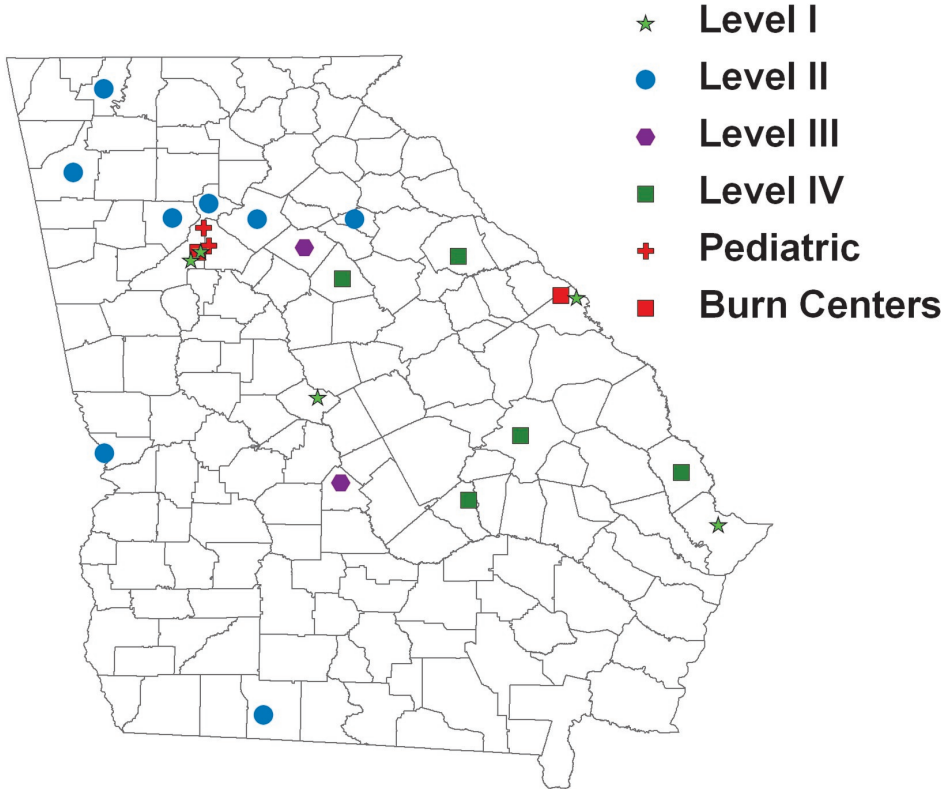 Level I
Level II
Level III
Level IV
Pediatric
Burn Centers